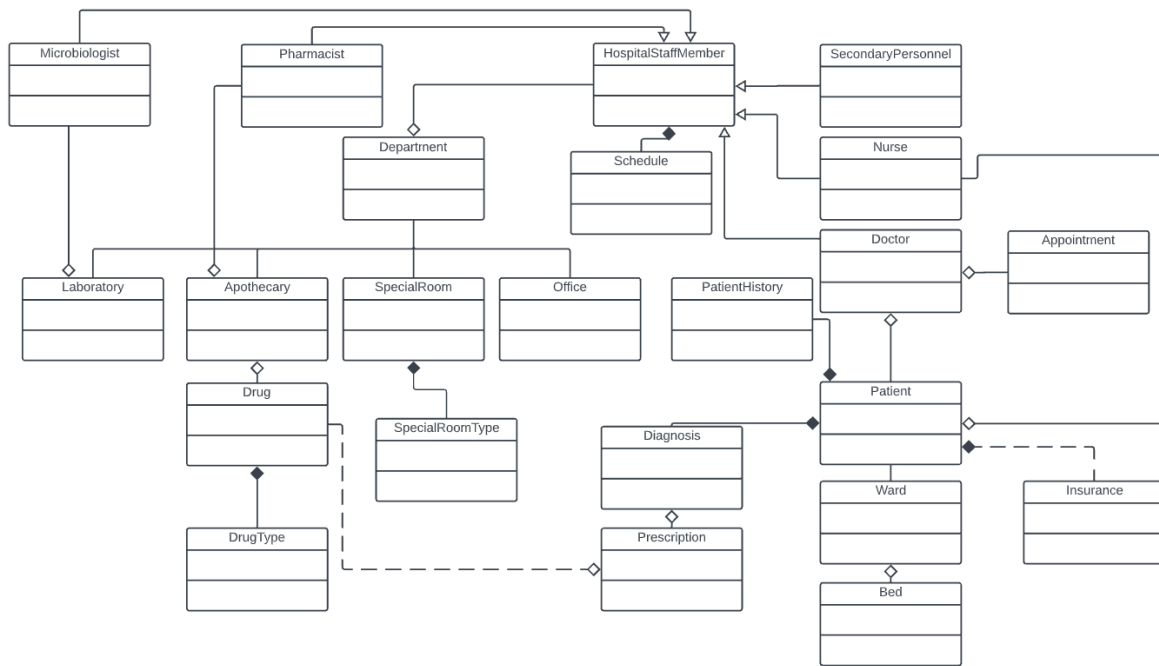 Microbiologist
Pharmacist
HospitalStaffMember
SecondaryPersonnel
Department
Schedule
Nurse
Doctor
Appointment
Laboratory
Apothecary
SpecialRoom
Office
PatientHistory
Drug
Patient
SpecialRoomType
Diagnosis
Ward
Insurance
DrugType
Prescription
Bed